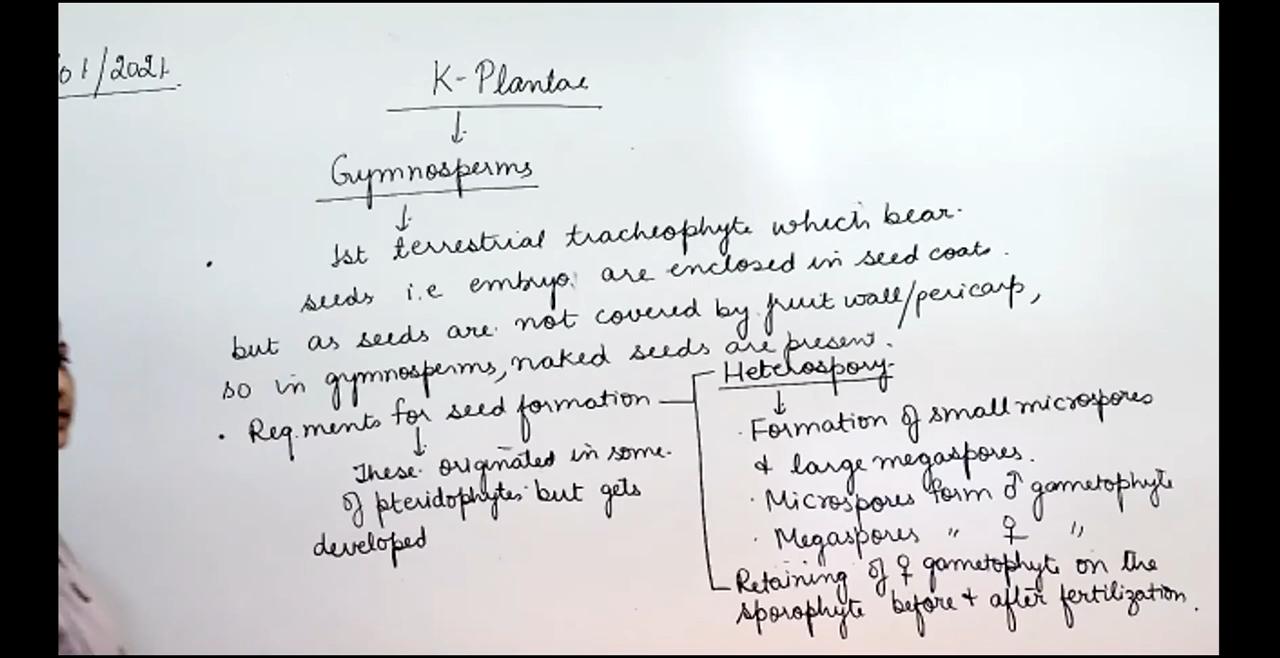 /01/2021.
K-Plantae
↓
Gymnosperms
↓
• 1st terrestrial tracheophyte which bear
seeds i.e embryo are enclosed in seed coats.
but as seeds are not covered by fruit wall/pericarp,
so in gymnosperms, naked seeds are present.
• Req.ments for seed formation
↓
These originated in some
of pteridophytes but gets
developed
Heterospory
↓
· Formation of small microspores
& large megaspores.
· Microspores form ♂ gametophyte
· Megaspores " ♀ "
Retaining of ♀ gametophyte on the
sporophyte before & after fertilization.